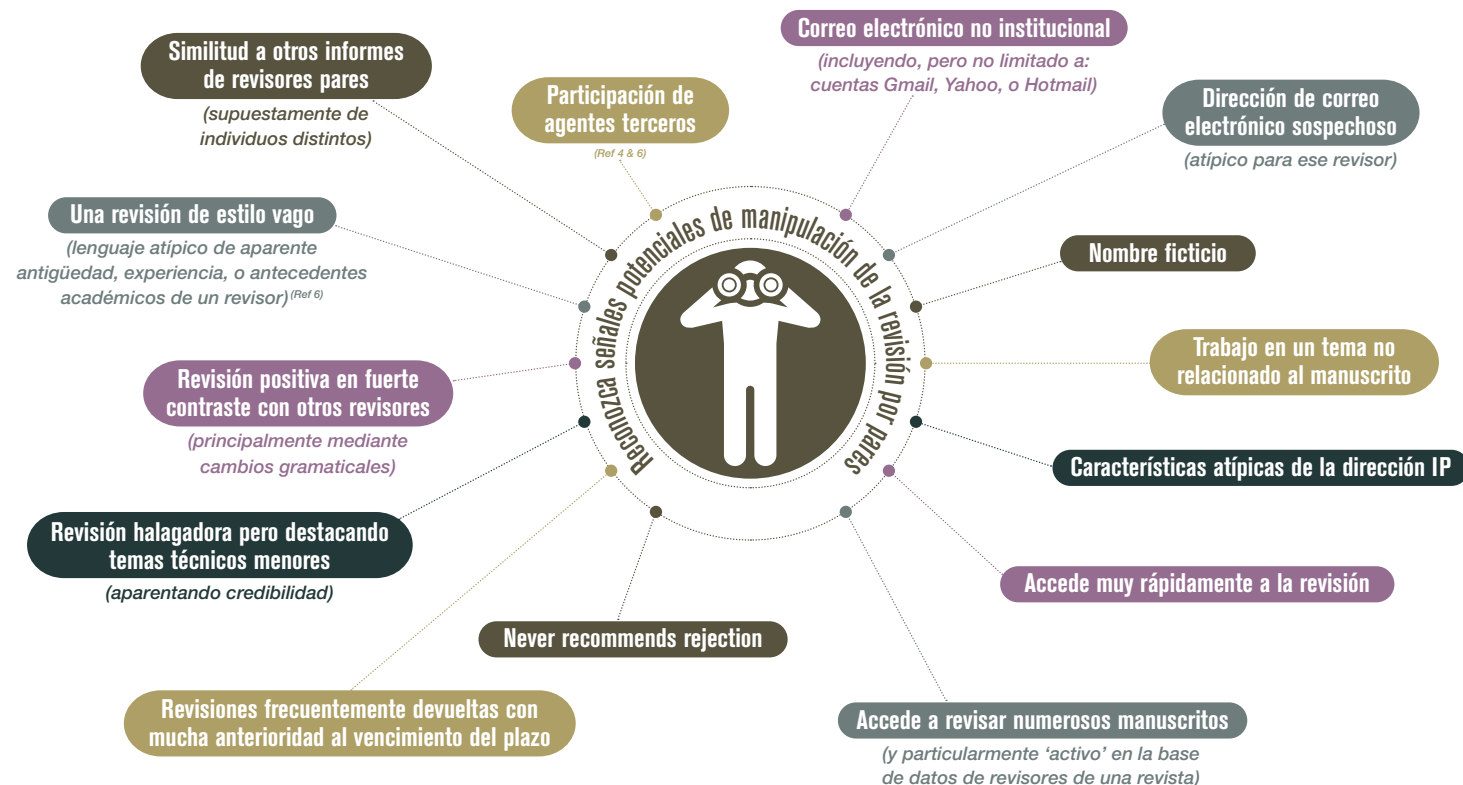 Reconozca señales potenciales de manipulación de la revisión por pares
Correo electrónico no institucional
(incluyendo, pero no limitado a:
cuentas Gmail, Yahoo, o Hotmail)
Dirección de correo
electrónico sospechoso
(atípico para ese revisor)
Nombre ficticio
Trabajo en un tema no
relacionado al manuscrito
Características atípicas de la dirección IP
Accede muy rápidamente a la revisión
Accede a revisar numerosos manuscritos
(y particularmente ‘activo’ en la base
de datos de revisores de una revista)
Never recommends rejection
Revisiones frecuentemente devueltas con
mucha anterioridad al vencimiento del plazo
Revisión halagadora pero destacando
temas técnicos menores
(aparentando credibilidad)
Revisión positiva en fuerte
contraste con otros revisores
(principalmente mediante
cambios gramaticales)
Una revisión de estilo vago
(lenguaje atípico de aparente
antigüedad, experiencia, o antecedentes
académicos de un revisor) (Ref 6)
Similitud a otros informes
de revisores pares
(supuestamente de
individuos distintos)
Participación de
agentes terceros
(Ref 4 & 6)